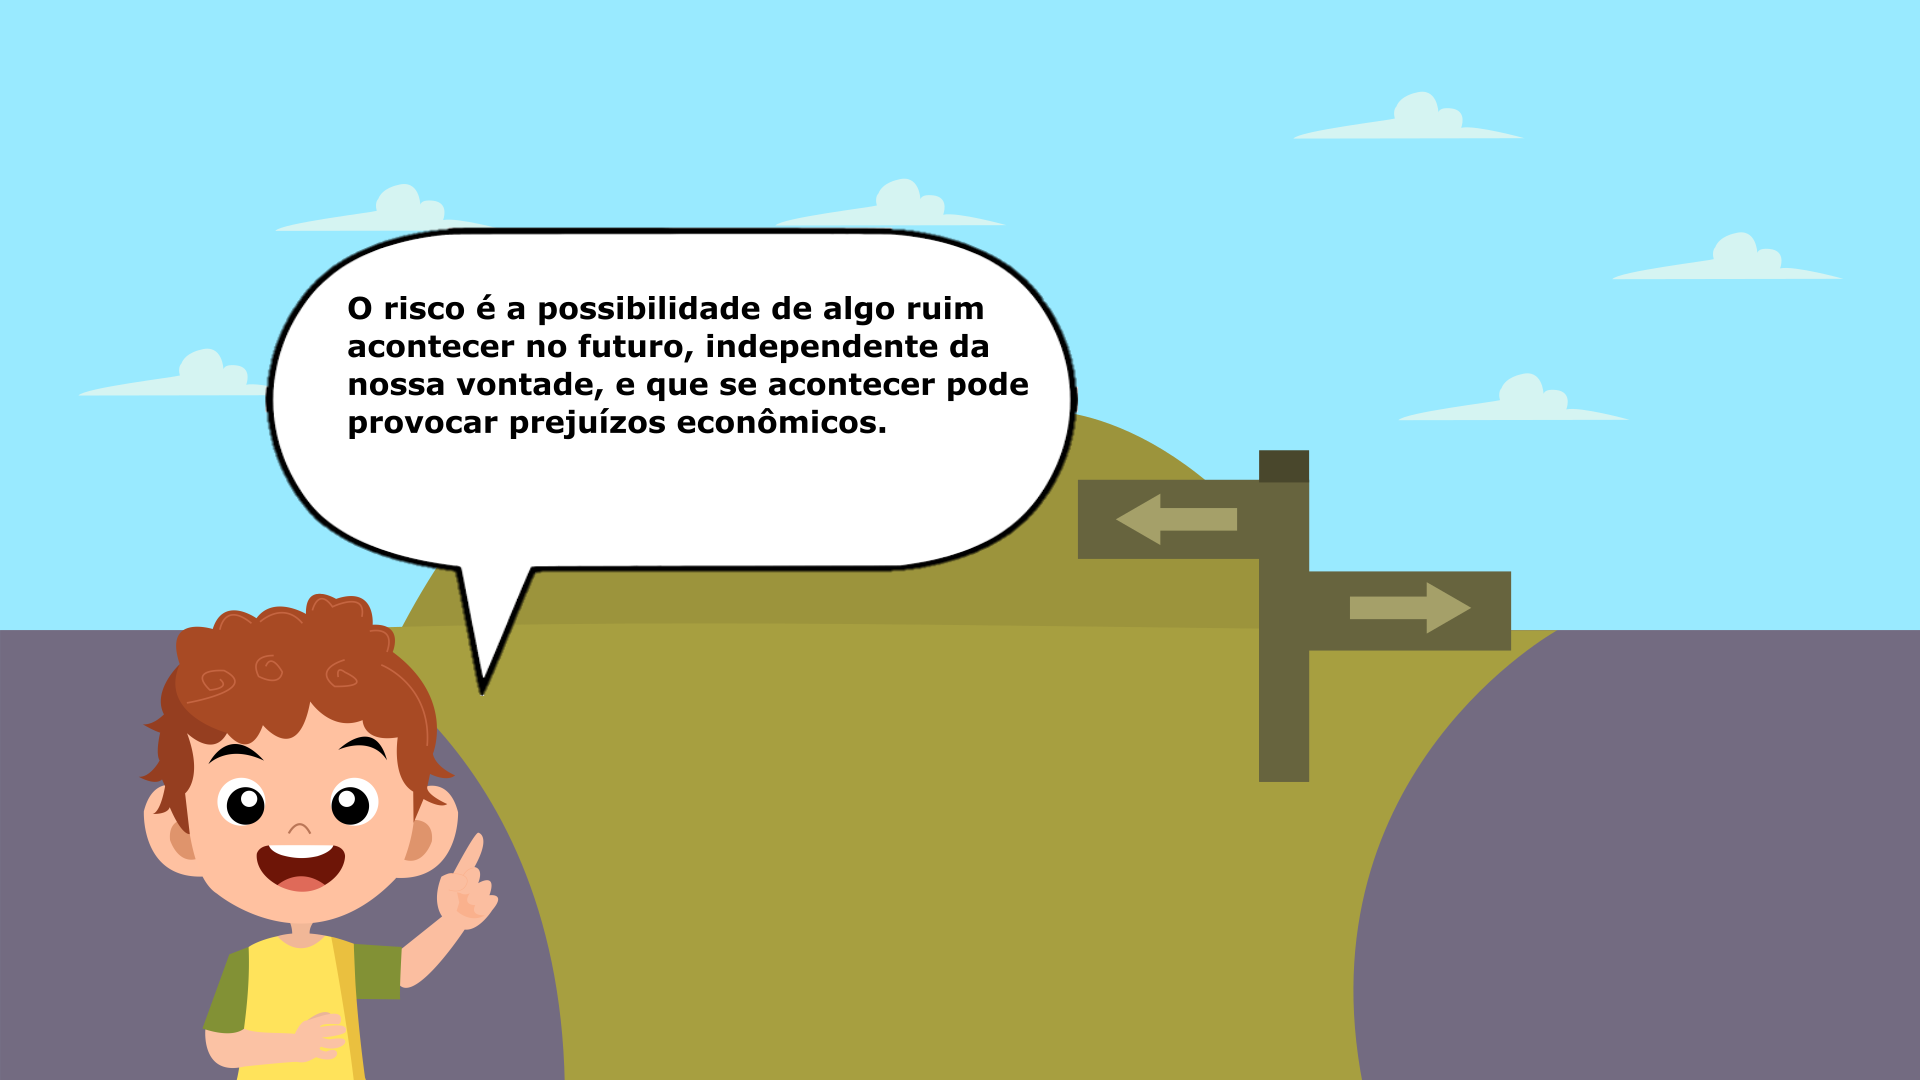 O risco é a possibilidade de algo ruim
acontecer no futuro, independente da
nossa vontade, e que se acontecer pode
provocar prejuízos econômicos.